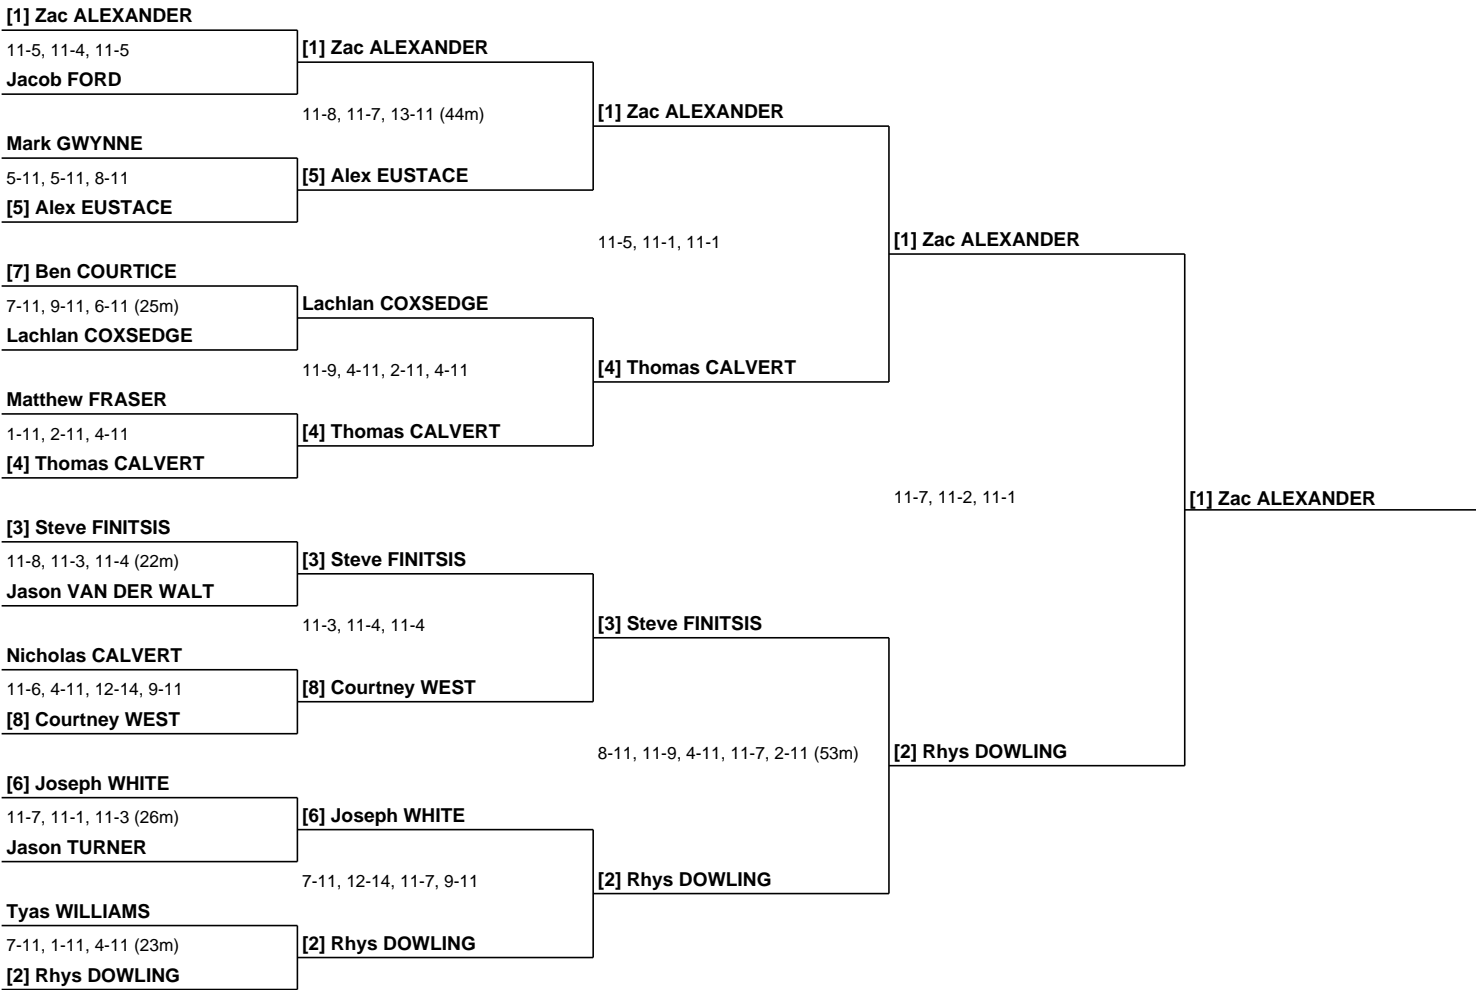 [1] Zac ALEXANDER
11-5, 11-4, 11-5
Jacob FORD
Mark GWYNNE
5-11, 5-11, 8-11
[5] Alex EUSTACE
[7] Ben COURTICE
7-11, 9-11, 6-11 (25m)
Lachlan COXSEDGE
Matthew FRASER
1-11, 2-11, 4-11
[4] Thomas CALVERT
[3] Steve FINITSIS
11-8, 11-3, 11-4 (22m)
Jason VAN DER WALT
Nicholas CALVERT
11-6, 4-11, 12-14, 9-11
[8] Courtney WEST
[6] Joseph WHITE
11-7, 11-1, 11-3 (26m)
Jason TURNER
Tyas WILLIAMS
7-11, 1-11, 4-11 (23m)
[2] Rhys DOWLING
[1] Zac ALEXANDER
11-8, 11-7, 13-11 (44m)
[5] Alex EUSTACE
Lachlan COXSEDGE
11-9, 4-11, 2-11, 4-11
[4] Thomas CALVERT
[3] Steve FINITSIS
11-3, 11-4, 11-4
[8] Courtney WEST
[6] Joseph WHITE
7-11, 12-14, 11-7, 9-11
[2] Rhys DOWLING
[1] Zac ALEXANDER
11-5, 11-1, 11-1
[4] Thomas CALVERT
[3] Steve FINITSIS
8-11, 11-9, 4-11, 11-7, 2-11 (53m)
[2] Rhys DOWLING
[1] Zac ALEXANDER
11-7, 11-2, 11-1
[2] Rhys DOWLING
[1] Zac ALEXANDER